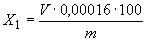 X₁ = V·0,00016·100 / m